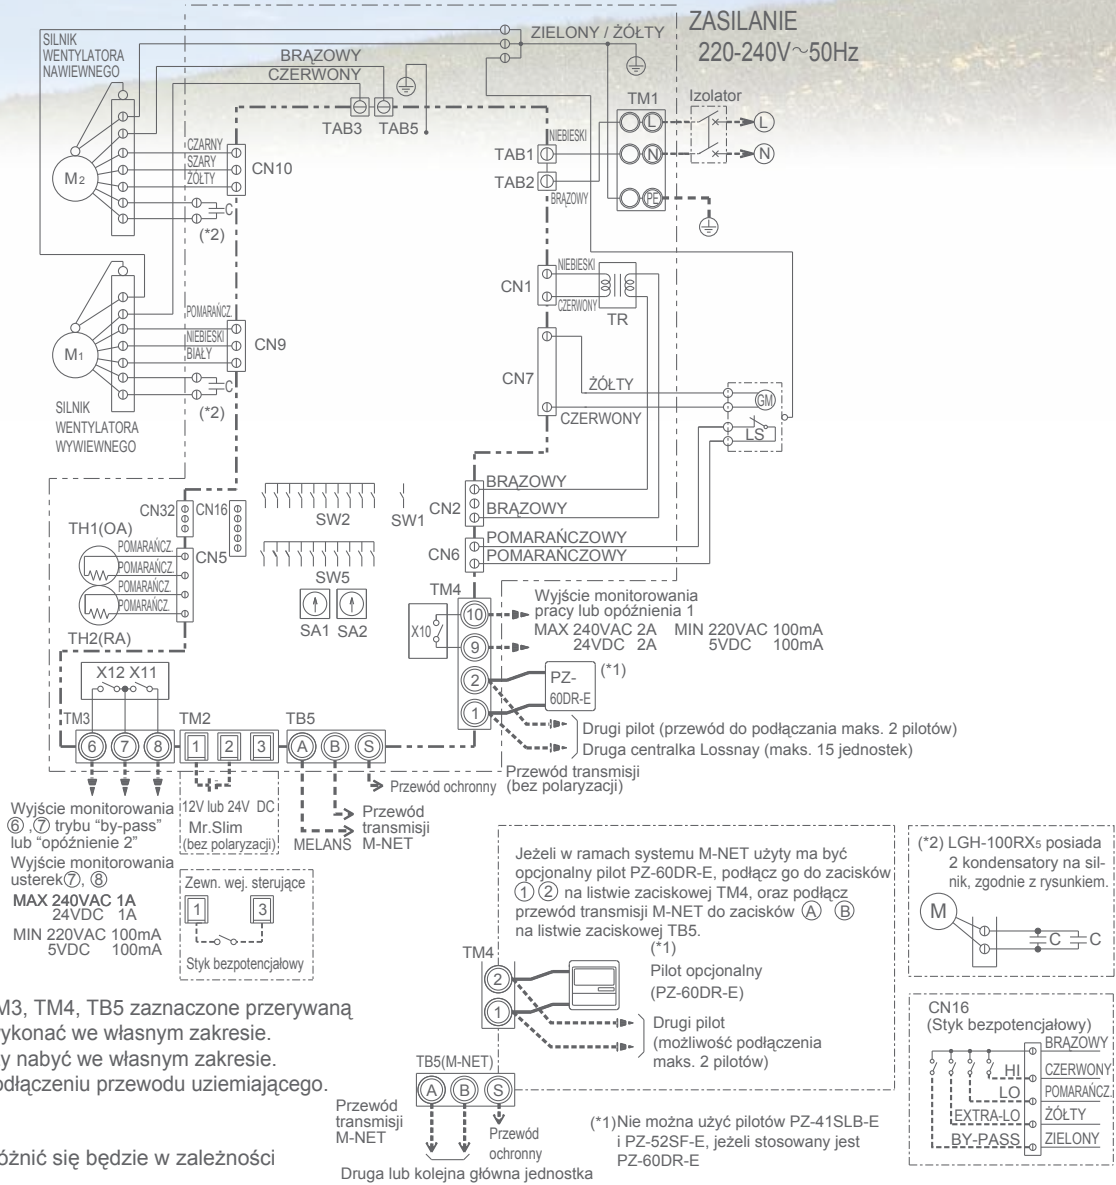 ZASILANIE
220-240V~50Hz
SILNIK
WENTYLATORA
NAWIEWNEGO
BRĄZOWY
CZERWONY
ZIELONY / ŻÓŁTY
TAB3
TAB5
TM1
Izolator
L
L
N
N
PE
NIEBIESKI
TAB1
TAB2
BRĄZOWY
M2
CZARNY
SZARY
ŻÓŁTY
CN10
C
(*2)
CN1
NIEBIESKI
CZERWONY
TR
M1
POMARAŃCZ.
NIEBIESKI
BIAŁY
CN9
C
(*2)
SILNIK
WENTYLATORA
WYWIEWNEGO
CN7
ŻÓŁTY
CZERWONY
GM
LS
CN32
CN16
SW2
SW1
CN2
BRĄZOWY
BRĄZOWY
TH1(OA)
POMARAŃCZ.
POMARAŃCZ.
POMARAŃCZ.
POMARAŃCZ.
CN5
TH2(RA)
SW5
SA1
SA2
CN6
POMARAŃCZOWY
POMARAŃCZOWY
TM4
X10
10
9
2
1
Wyjście monitorowania
pracy lub opóźnienia 1
MAX 240VAC 2A MIN 220VAC 100mA
24VDC 2A 5VDC 100mA
PZ-
60DR-E
(*1)
Drugi pilot (przewód do podłączania maks. 2 pilotów)
Druga centralka Lossnay (maks. 15 jednostek)
Przewód transmisji
(bez polaryzacji)
X12 X11
TM3
6 7 8
TM2
1 2 3
TB5
A B S
Przewód ochronny
Przewód
transmisji
M-NET
MELANS
12V lub 24V DC
Mr.Slim
(bez polaryzacji)
Wyjście monitorowania
⑥ ,⑦ trybu “by-pass”
lub “opóźnienie 2”
Wyjście monitorowania
usterek⑦, ⑧
MAX 240VAC 1A
24VDC 1A
MIN 220VAC 100mA
5VDC 100mA
Zewn. wej. sterujące
1 3
Styk bezpotencjałowy
Jeżeli w ramach systemu M-NET użyty ma być
opcjonalny pilot PZ-60DR-E, podłącz go do zacisków
① ② na listwie zaciskowej TM4, oraz podłącz
przewód transmisji M-NET do zacisków Ⓐ Ⓑ
na listwie zaciskowej TB5.
TM4
2
1
(*1)
Pilot opcjonalny
(PZ-60DR-E)
Drugi pilot
(możliwość podłączenia
maks. 2 pilotów)
TB5(M-NET)
A B S
Przewód
transmisji
M-NET
Przewód
ochronny
Druga lub kolejna główna jednostka
(*1)Nie można użyć pilotów PZ-41SLB-E
i PZ-52SF-E, jeżeli stosowany jest
PZ-60DR-E
(*2) LGH-100RX5 posiada
2 kondensatory na sil-
nik, zgodnie z rysunkiem.
M
C C
CN16
(Styk bezpotencjałowy)
BRĄZOWY
HI CZERWONY
LO POMARAŃCZ.
EXTRA-LO ŻÓŁTY
BY-PASS ZIELONY
M3, TM4, TB5 zaznaczone przerywaną
ykonać we własnym zakresie.
y nabyć we własnym zakresie.
odłączeniu przewodu uziemiającego.
óżnić się będzie w zależności